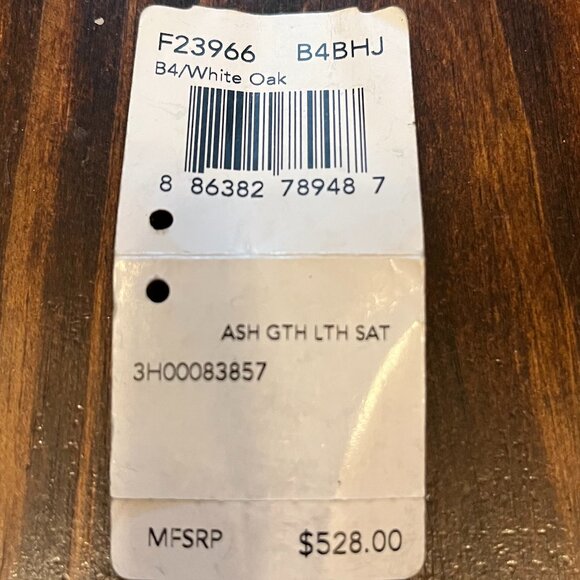 F23966 B4BHJ
B4/White Oak
8 86382 78948 7
ASH GTH LTH SAT
3H00083857
MFSRP $528.00